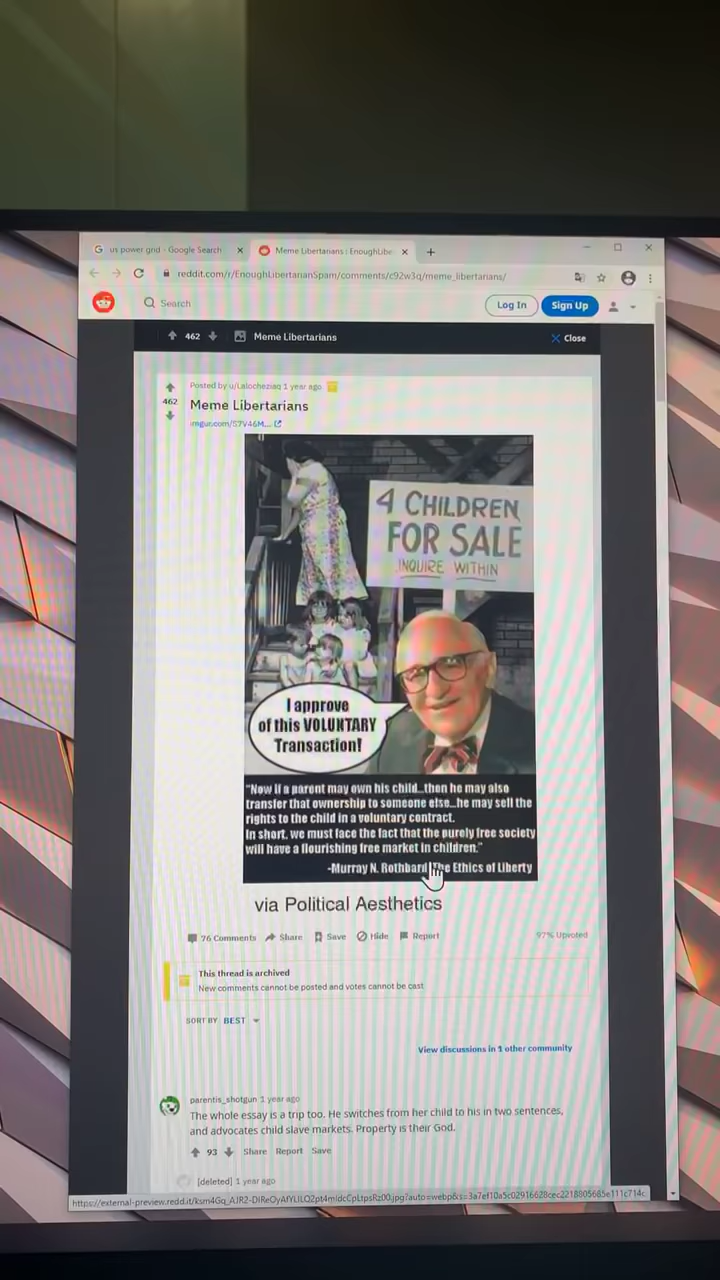 us power grid - Google Search
Meme Libertarians : EnoughLibe
reddit.com/r/EnoughLibertarianSpam/comments/c92w3q/meme_libertarians/
Search
Log In
Sign Up
462
Meme Libertarians
Close
Posted by u/Lalocheziaq 1 year ago
462
Meme Libertarians
imgur.com/57V46M...
4 CHILDREN
FOR SALE
INQUIRE WITHIN
I approve
of this VOLUNTARY
Transaction!
"Now if a parent may own his child...then he may also
transfer that ownership to someone else...he may sell the
rights to the child in a voluntary contract.
In short, we must face the fact that the purely free society
will have a flourishing free market in children."
-Murray N. Rothbard The Ethics of Liberty
via Political Aesthetics
76 Comments Share Save Hide Report 97% Upvoted
This thread is archived
New comments cannot be posted and votes cannot be cast
SORT BY BEST
View discussions in 1 other community
parentis_shotgun 1 year ago
The whole essay is a trip too. He switches from her child to his in two sentences,
and advocates child slave markets. Property is their God.
93 Share Report Save
[deleted] 1 year ago